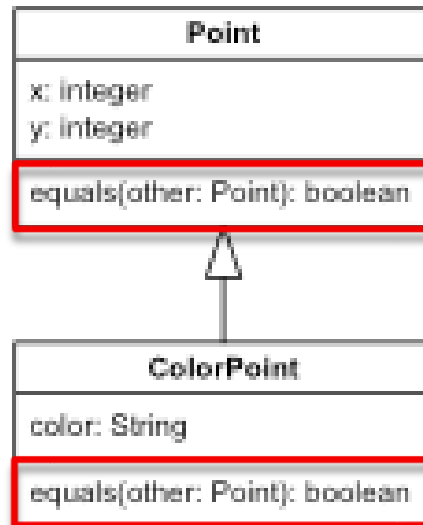 Point
x: integer
y: integer
equals(other: Point): boolean
ColorPoint
color: String
equals(other: Point): boolean